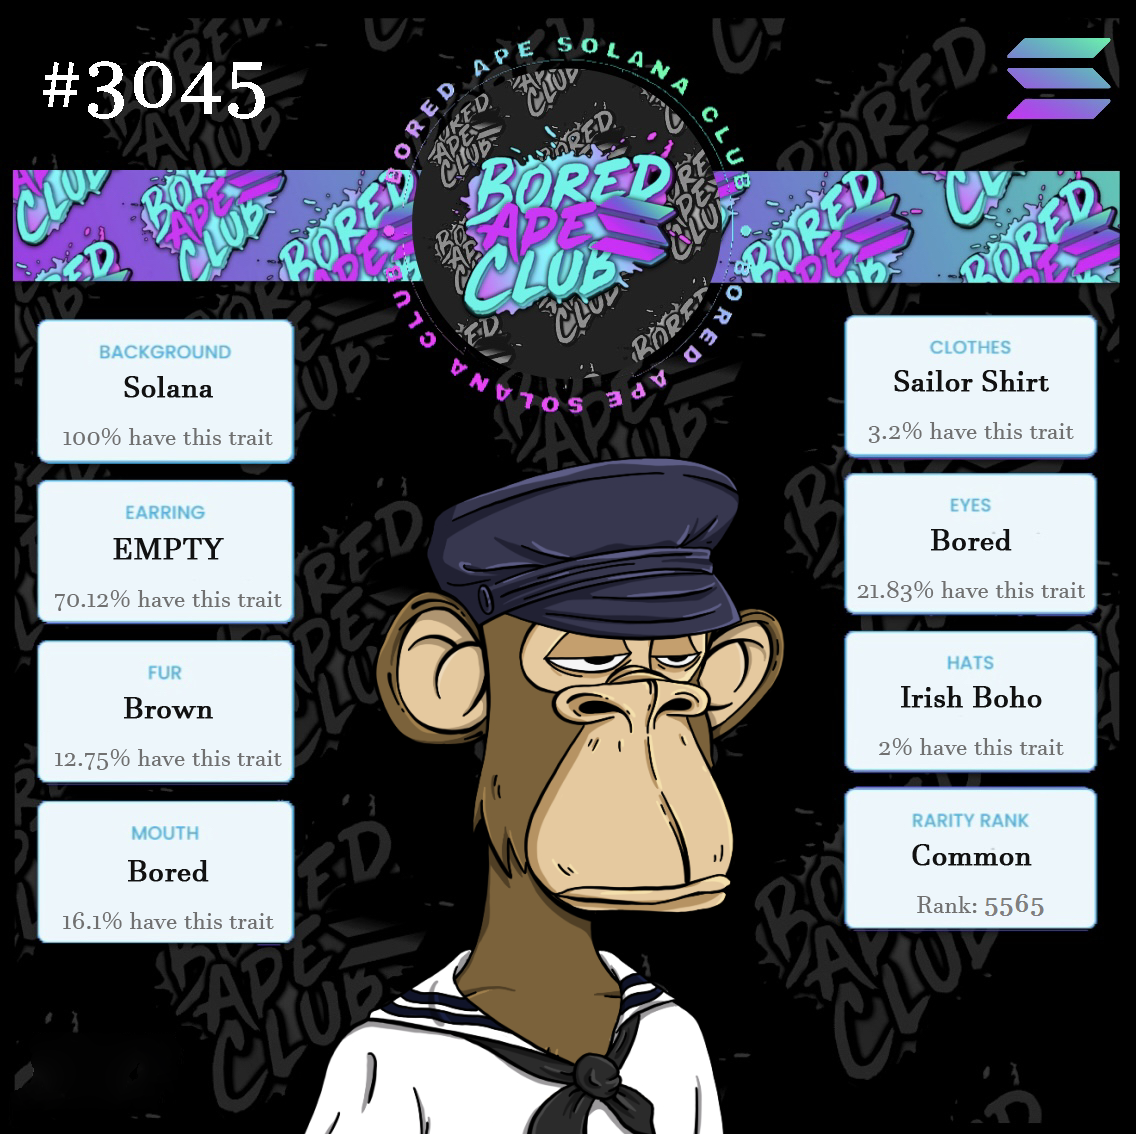 #3045
BORED APE SOLANA CLUB
BORED APE SOLANA CLUB
BORED
APE
CLUB
BACKGROUND
Solana
100% have this trait
EARRING
EMPTY
70.12% have this trait
FUR
Brown
12.75% have this trait
MOUTH
Bored
16.1% have this trait
CLOTHES
Sailor Shirt
3.2% have this trait
EYES
Bored
21.83% have this trait
HATS
Irish Boho
2% have this trait
RARITY RANK
Common
Rank: 5565